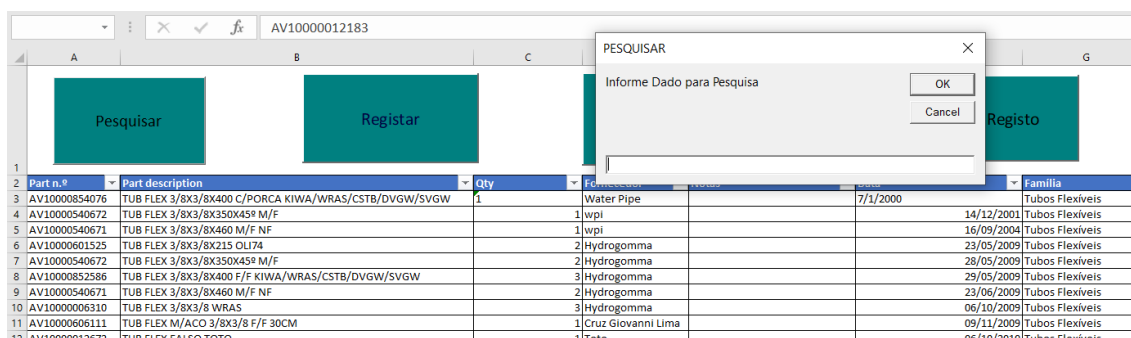 fx AV10000012183
A B C G
PESQUISAR
Informe Dado para Pesquisa
OK
Cancel
Pesquisar Registar Registo
1
2 Part n.º Part description Qty Família
3 AV10000854076 TUB FLEX 3/8X3/8X400 C/PORCA KIWA/WRAS/CSTB/DVGW/SVGW 1 Water Pipe 7/1/2000 Tubos Flexíveis
4 AV10000540672 TUB FLEX 3/8X3/8X350X45º M/F 1 wpi 14/12/2001 Tubos Flexíveis
5 AV10000540671 TUB FLEX 3/8X3/8X460 M/F NF 1 wpi 16/09/2004 Tubos Flexíveis
6 AV10000601525 TUB FLEX 3/8X3/8X215 OLI74 2 Hydrogomma 23/05/2009 Tubos Flexíveis
7 AV10000540672 TUB FLEX 3/8X3/8X350X45º M/F 2 Hydrogomma 28/05/2009 Tubos Flexíveis
8 AV10000852586 TUB FLEX 3/8X3/8X400 F/F KIWA/WRAS/CSTB/DVGW/SVGW 3 Hydrogomma 29/05/2009 Tubos Flexíveis
9 AV10000540671 TUB FLEX 3/8X3/8X460 M/F NF 2 Hydrogomma 23/06/2009 Tubos Flexíveis
10 AV10000006310 TUB FLEX 3/8X3/8 WRAS 3 Hydrogomma 06/10/2009 Tubos Flexíveis
11 AV10000606111 TUB FLEX M/ACO 3/8X3/8 F/F 30CM 1 Cruz Giovanni Lima 09/11/2009 Tubos Flexíveis